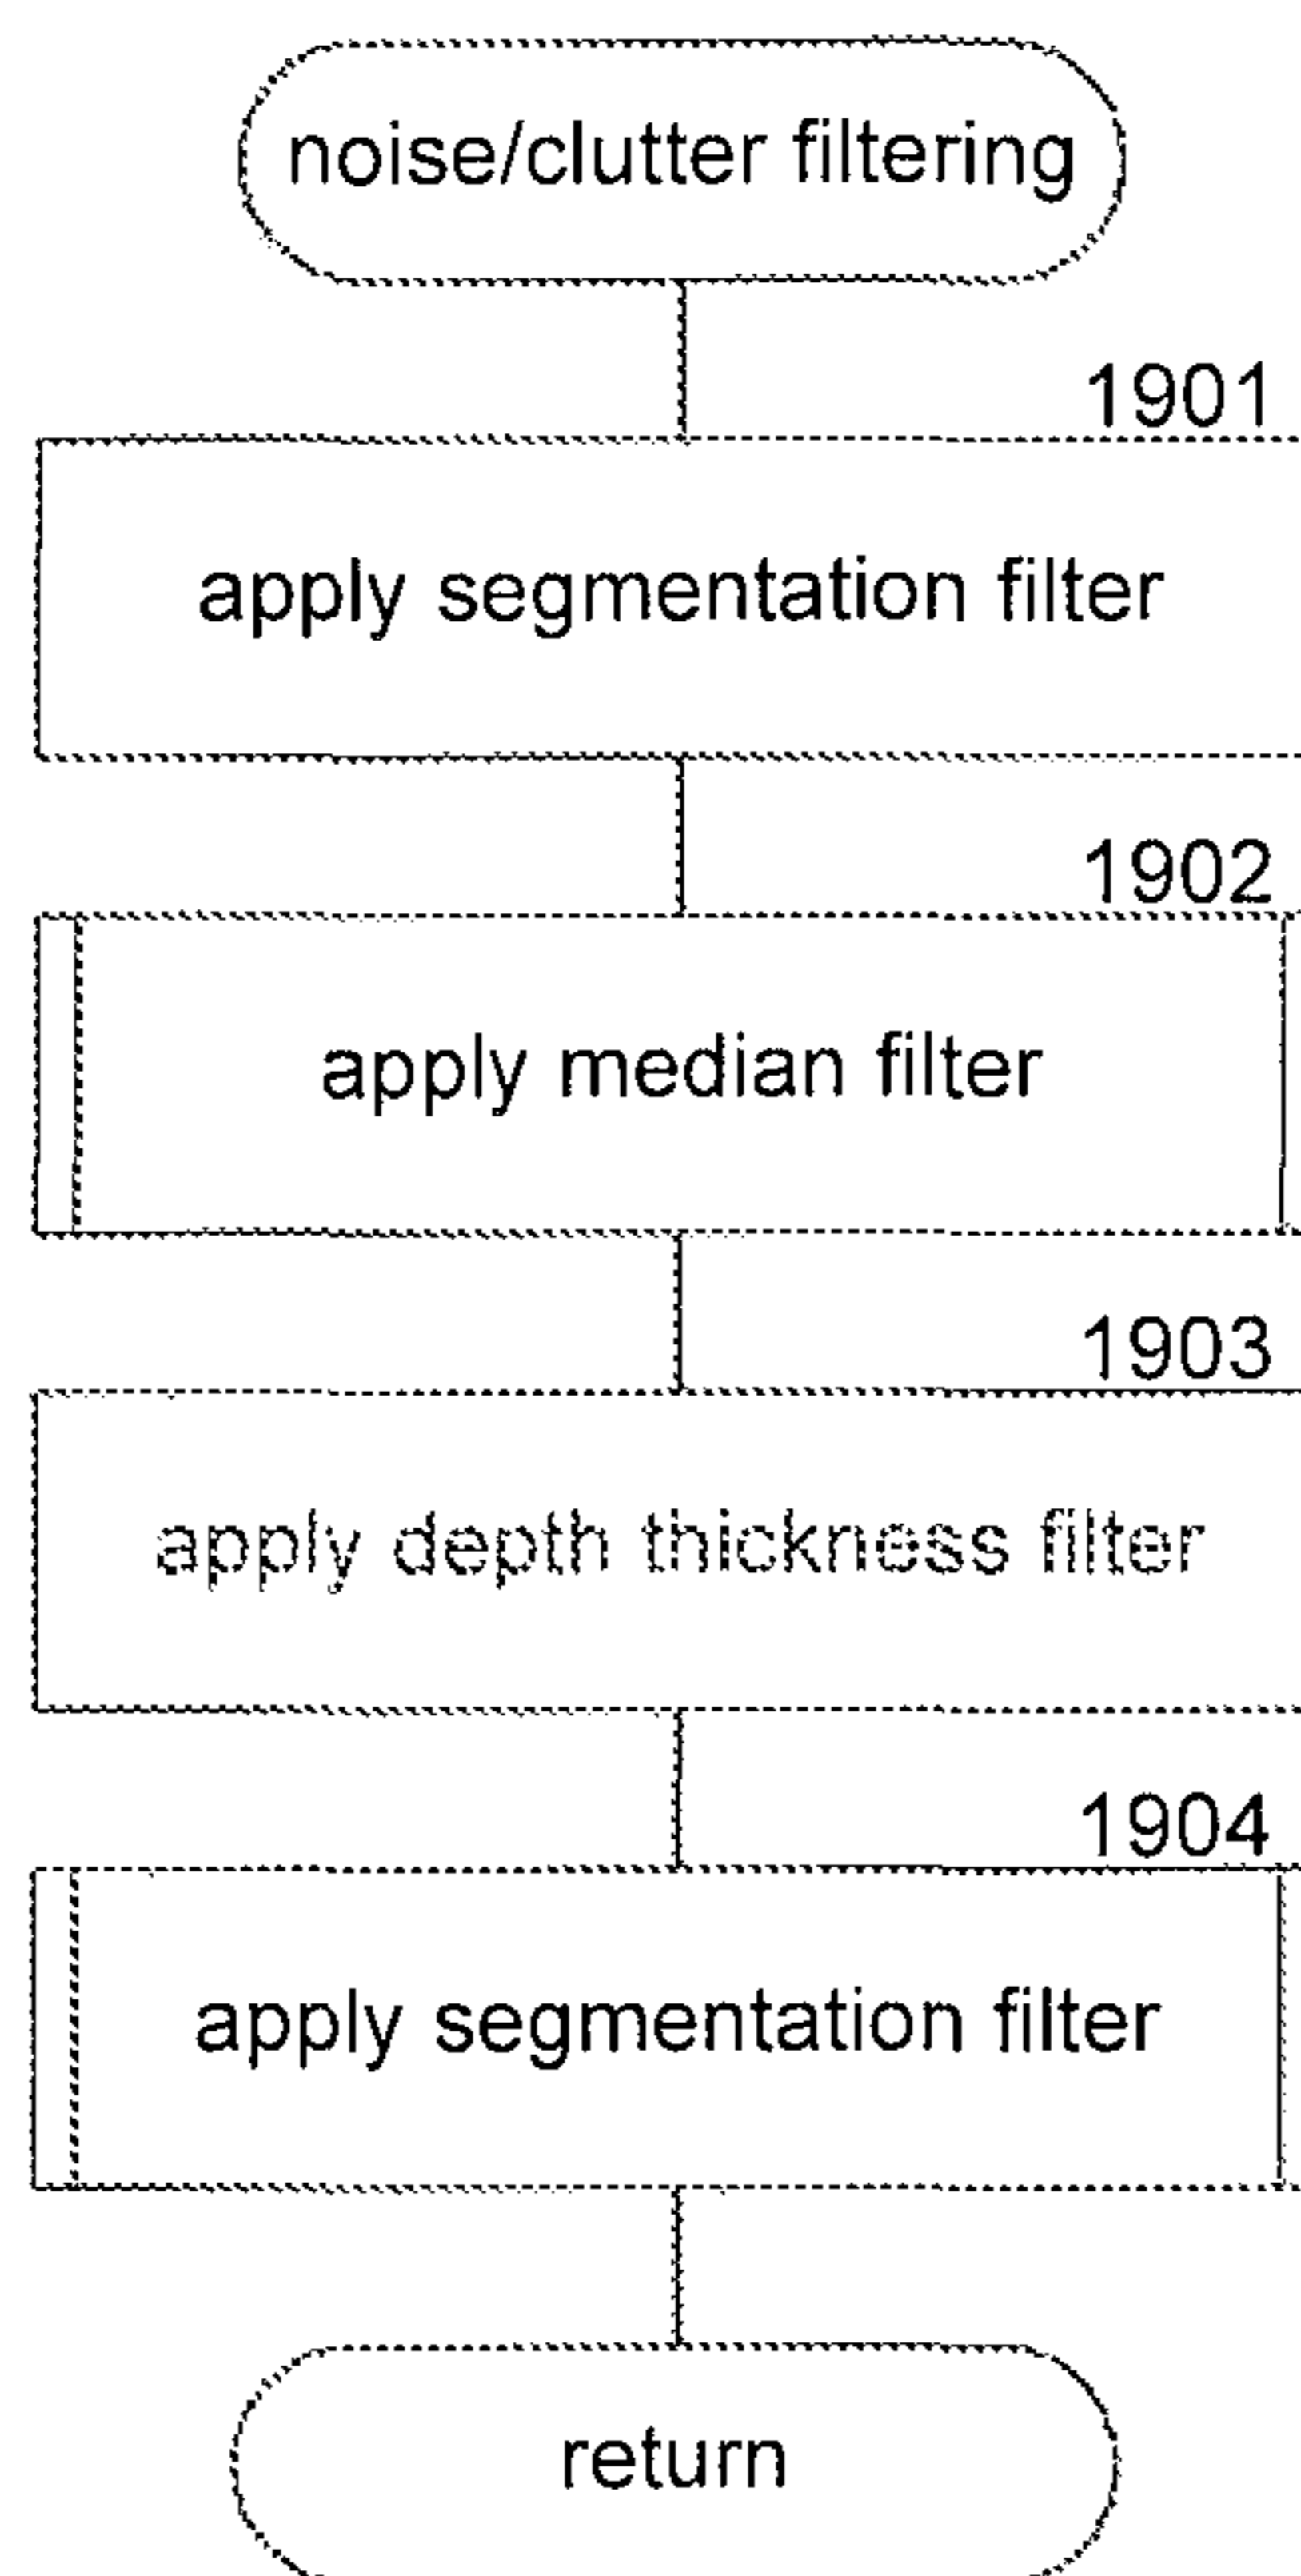 noise/clutter filtering
1901
apply segmentation filter
1902
apply median filter
1903
apply depth thickness filter
1904
apply segmentation filter
return